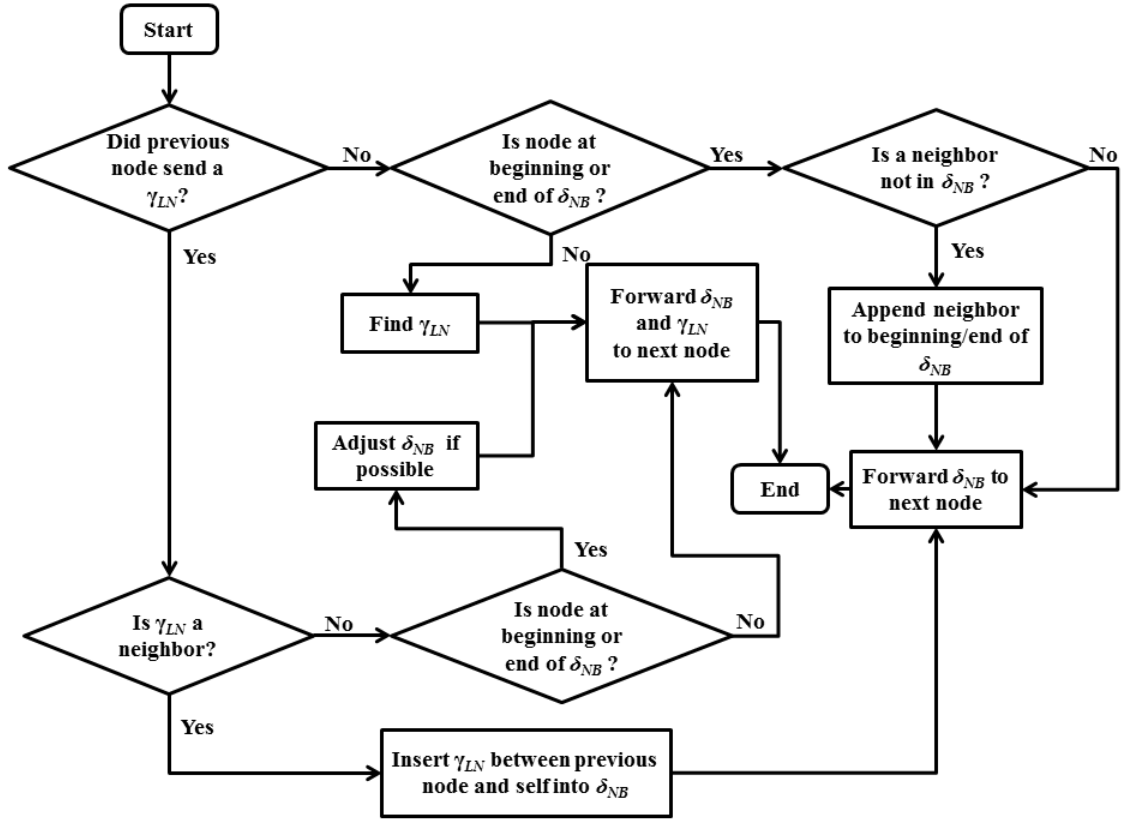 Start
Did previous
node send a
γLN?
No
Is node at
beginning or
end of δNB ?
Yes
Is a neighbor
not in δNB ?
No
Yes
No
Yes
Find γLN
Forward δNB
and γLN
to next node
Append neighbor
to beginning/end of
δNB
Adjust δNB if
possible
End
Forward δNB to
next node
Yes
Is γLN a
neighbor?
No
Is node at
beginning or
end of δNB ?
No
Yes
Insert γLN between previous
node and self into δNB